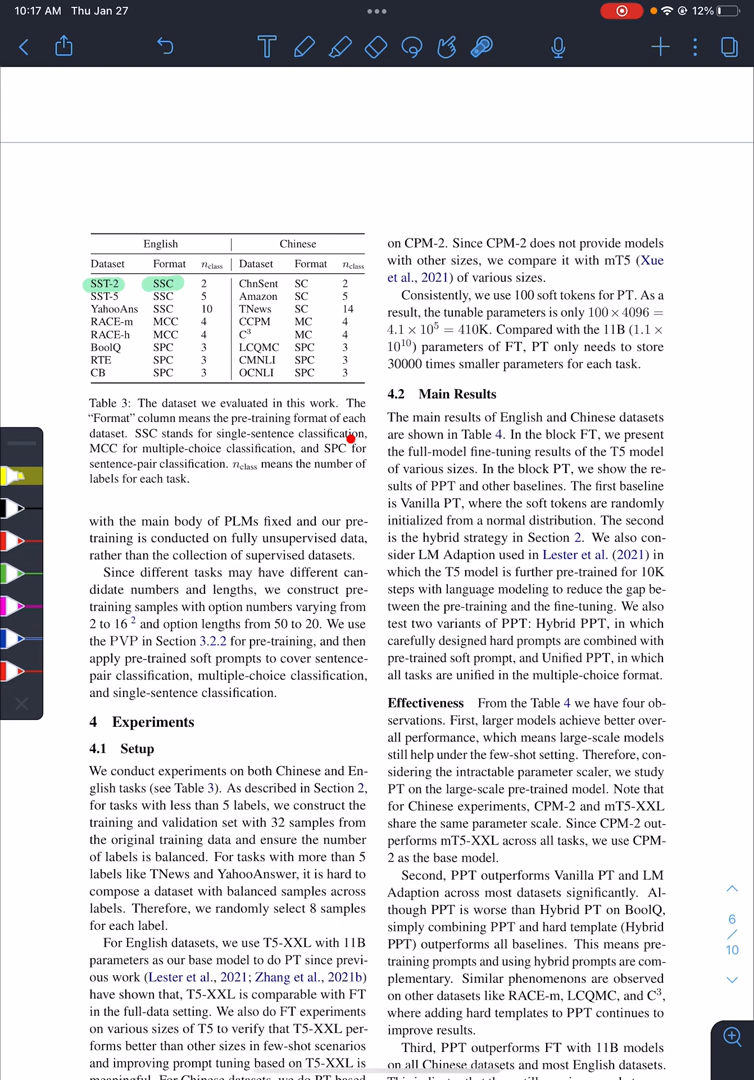 10:17 AM Thu Jan 27
12%
English Chinese
Dataset Format n_class Dataset Format n_class
SST-2 SSC 2 ChnSent SC 2
SST-5 SSC 5 Amazon SC 5
YahooAns SSC 10 TNews SC 14
RACE-m MCC 4 CCPM MC 4
RACE-h MCC 4 C³ MC 4
BoolQ SPC 3 LCQMC SPC 3
RTE SPC 3 CMNLI SPC 3
CB SPC 3 OCNLI SPC 3
Table 3: The dataset we evaluated in this work. The
“Format” column means the pre-training format of each
dataset. SSC stands for single-sentence classification,
MCC for multiple-choice classification, and SPC for
sentence-pair classification. n_class means the number of
labels for each task.
with the main body of PLMs fixed and our pre-
training is conducted on fully unsupervised data,
rather than the collection of supervised datasets.
Since different tasks may have different can-
didate numbers and lengths, we construct pre-
training samples with option numbers varying from
2 to 16 ² and option lengths from 50 to 20. We use
the PVP in Section 3.2.2 for pre-training, and then
apply pre-trained soft prompts to cover sentence-
pair classification, multiple-choice classification,
and single-sentence classification.
4 Experiments
4.1 Setup
We conduct experiments on both Chinese and En-
glish tasks (see Table 3). As described in Section 2,
for tasks with less than 5 labels, we construct the
training and validation set with 32 samples from
the original training data and ensure the number
of labels is balanced. For tasks with more than 5
labels like TNews and YahooAnswer, it is hard to
compose a dataset with balanced samples across
labels. Therefore, we randomly select 8 samples
for each label.
For English datasets, we use T5-XXL with 11B
parameters as our base model to do PT since previ-
ous work (Lester et al., 2021; Zhang et al., 2021b)
have shown that, T5-XXL is comparable with FT
in the full-data setting. We also do FT experiments
on various sizes of T5 to verify that T5-XXL per-
forms better than other sizes in few-shot scenarios
and improving prompt tuning based on T5-XXL is
meaningful. For Chinese datasets, we do PT based
on CPM-2. Since CPM-2 does not provide models
with other sizes, we compare it with mT5 (Xue
et al., 2021) of various sizes.
Consistently, we use 100 soft tokens for PT. As a
result, the tunable parameters is only 100×4096 =
4.1 × 10⁵ = 410K. Compared with the 11B (1.1 ×
10¹⁰) parameters of FT, PT only needs to store
30000 times smaller parameters for each task.
4.2 Main Results
The main results of English and Chinese datasets
are shown in Table 4. In the block FT, we present
the full-model fine-tuning results of the T5 model
of various sizes. In the block PT, we show the re-
sults of PPT and other baselines. The first baseline
is Vanilla PT, where the soft tokens are randomly
initialized from a normal distribution. The second
is the hybrid strategy in Section 2. We also con-
sider LM Adaption used in Lester et al. (2021) in
which the T5 model is further pre-trained for 10K
steps with language modeling to reduce the gap be-
tween the pre-training and the fine-tuning. We also
test two variants of PPT: Hybrid PPT, in which
carefully designed hard prompts are combined with
pre-trained soft prompt, and Unified PPT, in which
all tasks are unified in the multiple-choice format.
Effectiveness From the Table 4 we have four ob-
servations. First, larger models achieve better over-
all performance, which means large-scale models
still help under the few-shot setting. Therefore, con-
sidering the intractable parameter scaler, we study
PT on the large-scale pre-trained model. Note that
for Chinese experiments, CPM-2 and mT5-XXL
share the same parameter scale. Since CPM-2 out-
performs mT5-XXL across all tasks, we use CPM-
2 as the base model.
Second, PPT outperforms Vanilla PT and LM
Adaption across most datasets significantly. Al-
though PPT is worse than Hybrid PT on BoolQ,
simply combining PPT and hard template (Hybrid
PPT) outperforms all baselines. This means pre-
training prompts and using hybrid prompts are com-
plementary. Similar phenomenons are observed
on other datasets like RACE-m, LCQMC, and C³,
where adding hard templates to PPT continues to
improve results.
Third, PPT outperforms FT with 11B models
on all Chinese datasets and most English datasets.
6
/
10